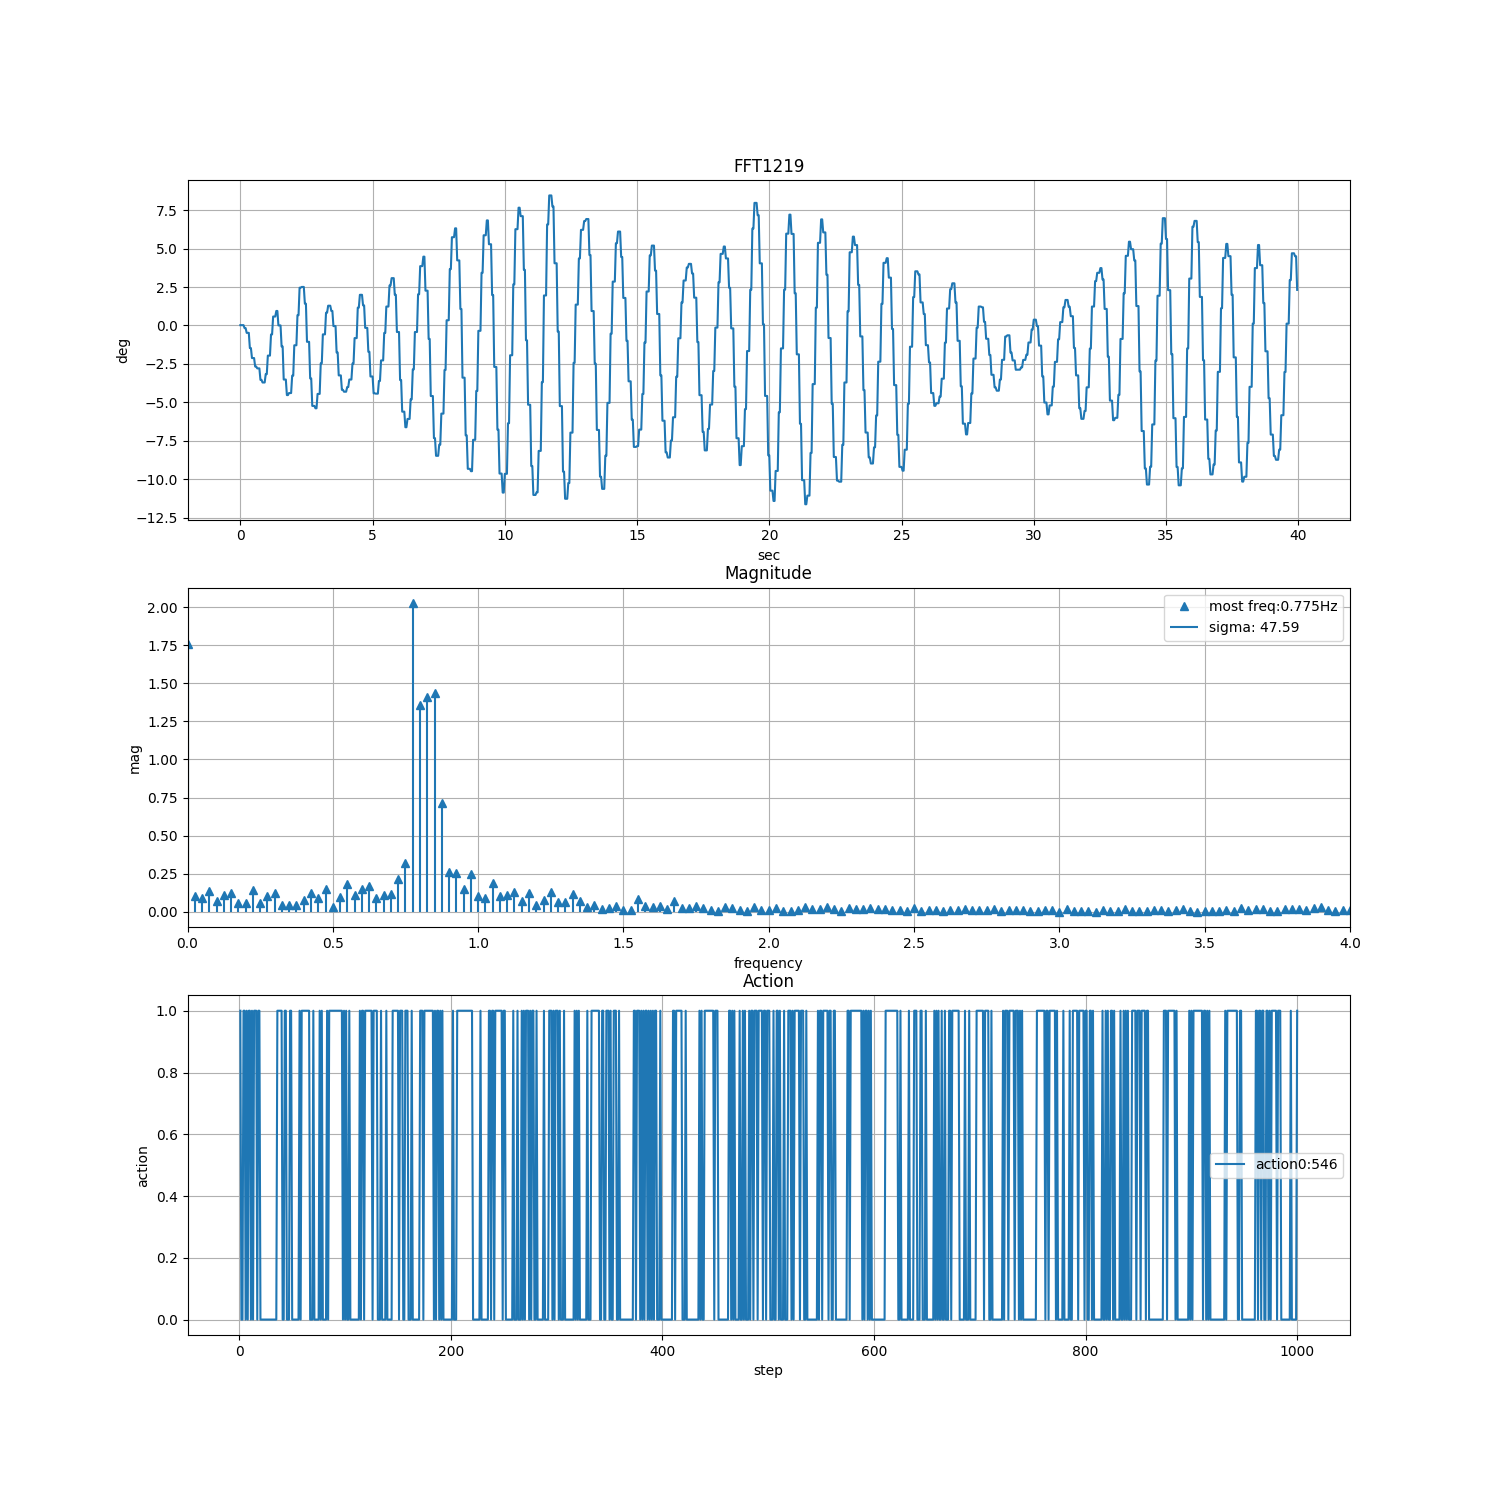 FFT1219
7.5
5.0
2.5
0.0
−2.5
−5.0
−7.5
−10.0
−12.5
deg
0 5 10 15 20 25 30 35 40
sec
Magnitude
2.00
1.75
1.50
1.25
1.00
0.75
0.50
0.25
0.00
mag
most freq:0.775Hz
sigma: 47.59
0.0 0.5 1.0 1.5 2.0 2.5 3.0 3.5 4.0
frequency
Action
1.0
0.8
0.6
0.4
0.2
0.0
action
action0:546
0 200 400 600 800 1000
step